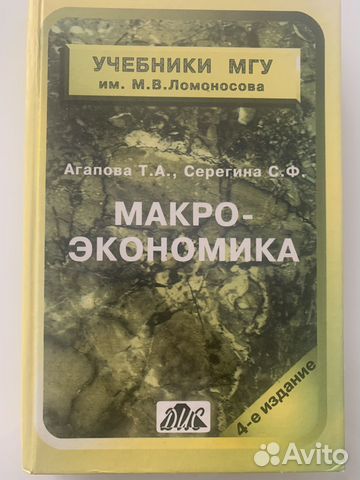 УЧЕБНИКИ МГУ
им. М.В.Ломоносова
Агапова Т.А., Серегина С.Ф.
МАКРО-
ЭКОНОМИКА
ДИС
4-е издание
Avito